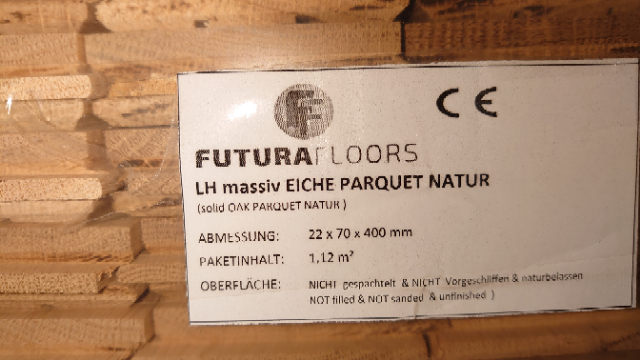 FF
CE
FUTURAFLOORS
LH massiv EICHE PARQUET NATUR
(solid OAK PARQUET NATUR )
ABMESSUNG: 22 x 70 x 400 mm
PAKETINHALT: 1,12 m²
OBERFLÄCHE: NICHT gespachtelt & NICHT Vorgeschliffen & naturbelassen
NOT filled & NOT sanded & unfinished )